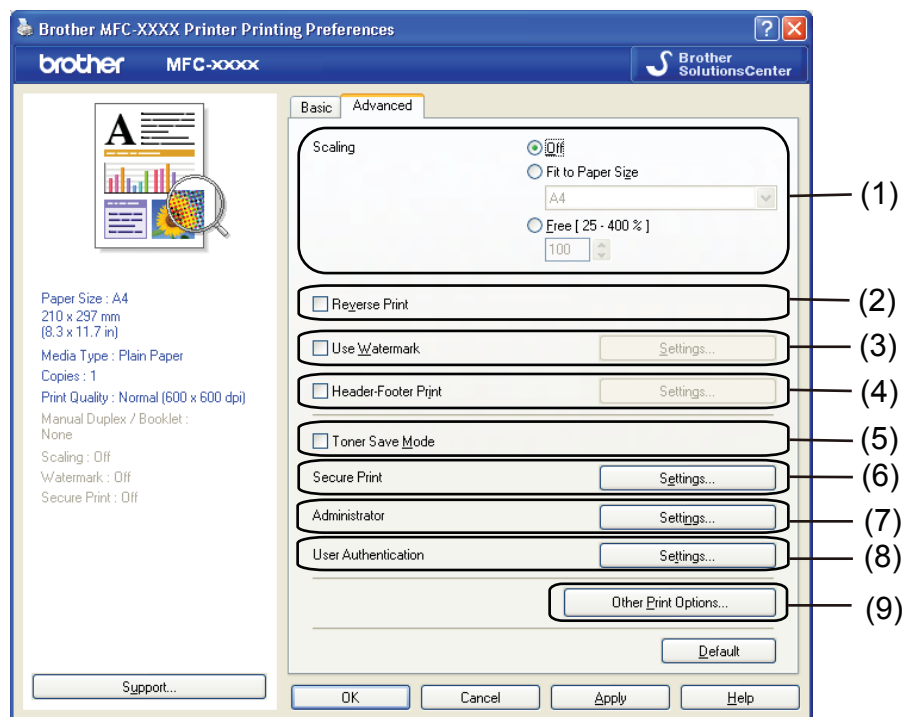 Brother MFC-XXXX Printer Printing Preferences
brother MFC-xxxx
Brother
SolutionsCenter
Basic Advanced
A
Paper Size : A4
210 x 297 mm
(8.3 x 11.7 in)
Media Type : Plain Paper
Copies : 1
Print Quality : Normal (600 x 600 dpi)
Manual Duplex / Booklet :
None
Scaling : Off
Watermark : Off
Secure Print : Off
Support...
Scaling
Off
Fit to Paper Size
A4
Free [ 25 - 400 % ]
100
(1)
Reverse Print
(2)
Use Watermark Settings...
(3)
Header-Footer Print Settings...
(4)
Toner Save Mode
(5)
Secure Print Settings...
(6)
Administrator Settings...
(7)
User Authentication Settings...
(8)
Other Print Options...
(9)
Default
OK Cancel Apply Help